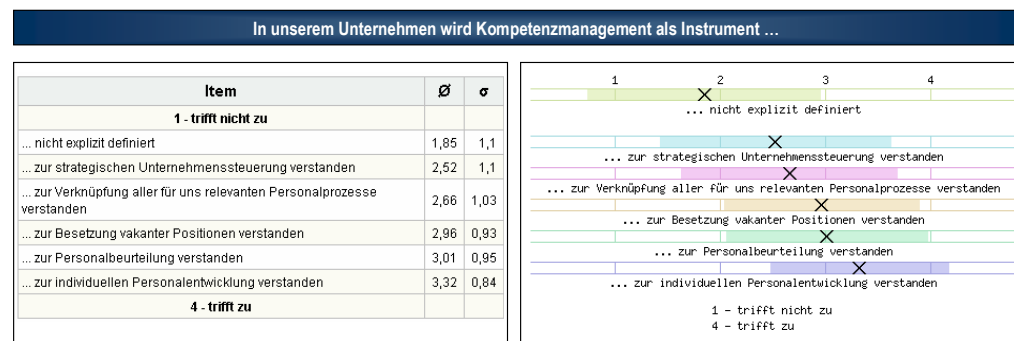 In unserem Unternehmen wird Kompetenzmanagement als Instrument …
Item Ø σ
1 - trifft nicht zu
... nicht explizit definiert 1,85 1,1
... zur strategischen Unternehmenssteuerung verstanden 2,52 1,1
... zur Verknüpfung aller für uns relevanten Personalprozesse
verstanden 2,66 1,03
... zur Besetzung vakanter Positionen verstanden 2,96 0,93
... zur Personalbeurteilung verstanden 3,01 0,95
... zur individuellen Personalentwicklung verstanden 3,32 0,84
4 - trifft zu
1 2 3 4
... nicht explizit definiert
... zur strategischen Unternehmenssteuerung verstanden
... zur Verknüpfung aller für uns relevanten Personalprozesse verstanden
... zur Besetzung vakanter Positionen verstanden
... zur Personalbeurteilung verstanden
... zur individuellen Personalentwicklung verstanden
1 - trifft nicht zu
4 - trifft zu